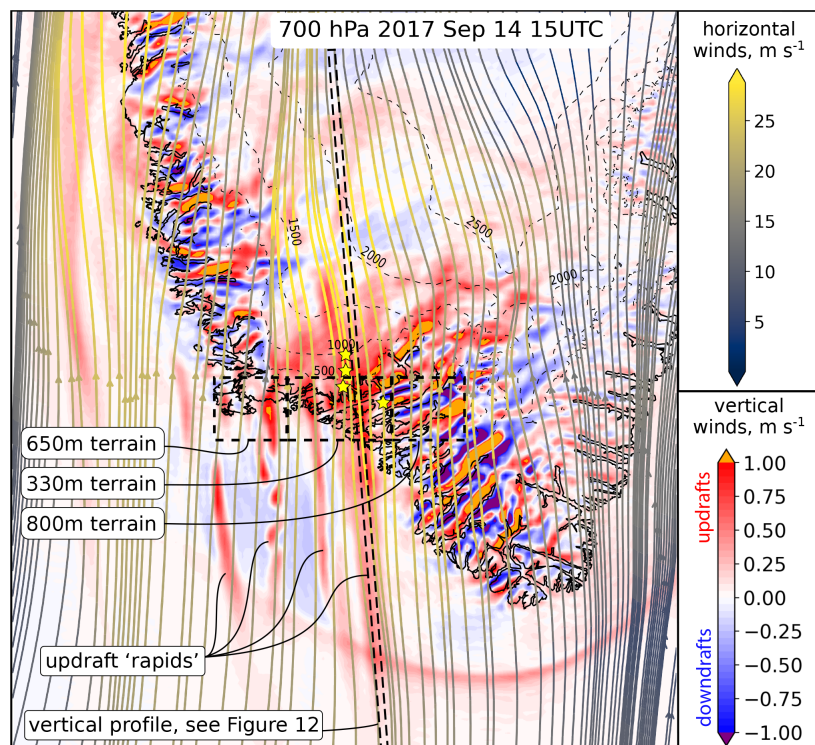 700 hPa 2017 Sep 14 15UTC
1500
2000
2500
2000
1000
500
650m terrain
330m terrain
800m terrain
updraft ‘rapids’
vertical profile, see Figure 12
horizontal
winds, m s⁻¹
25
20
15
10
5
vertical
winds, m s⁻¹
updrafts
downdrafts
1.00
0.75
0.50
0.25
0.00
−0.25
−0.50
−0.75
−1.00